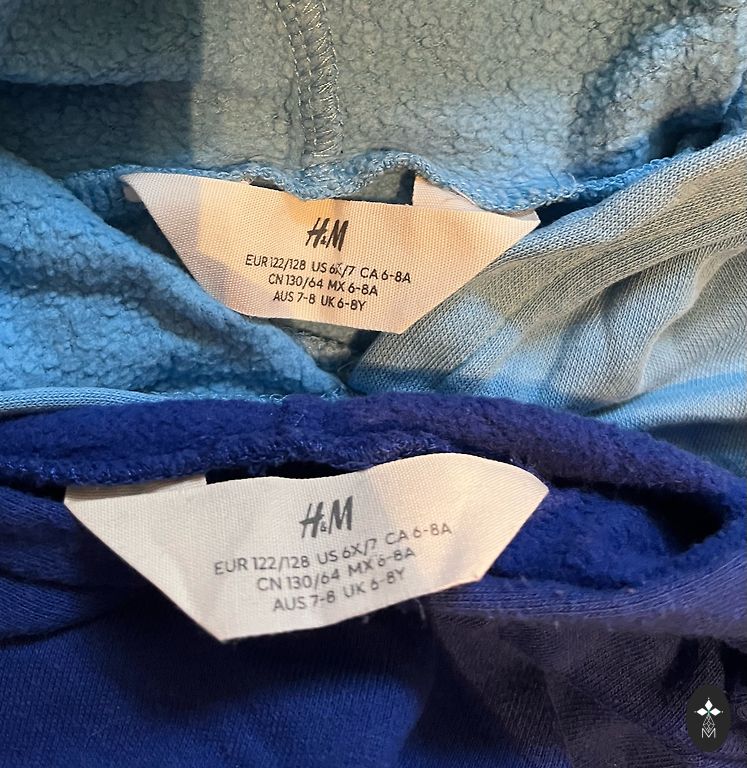 H&M
EUR 122/128 US 6X/7 CA 6-8A
CN 130/64 MX 6-8A
AUS 7-8 UK 6-8Y
H&M
EUR 122/128 US 6X/7 CA 6-8A
CN 130/64 MX 6-8A
AUS 7-8 UK 6-8Y
M